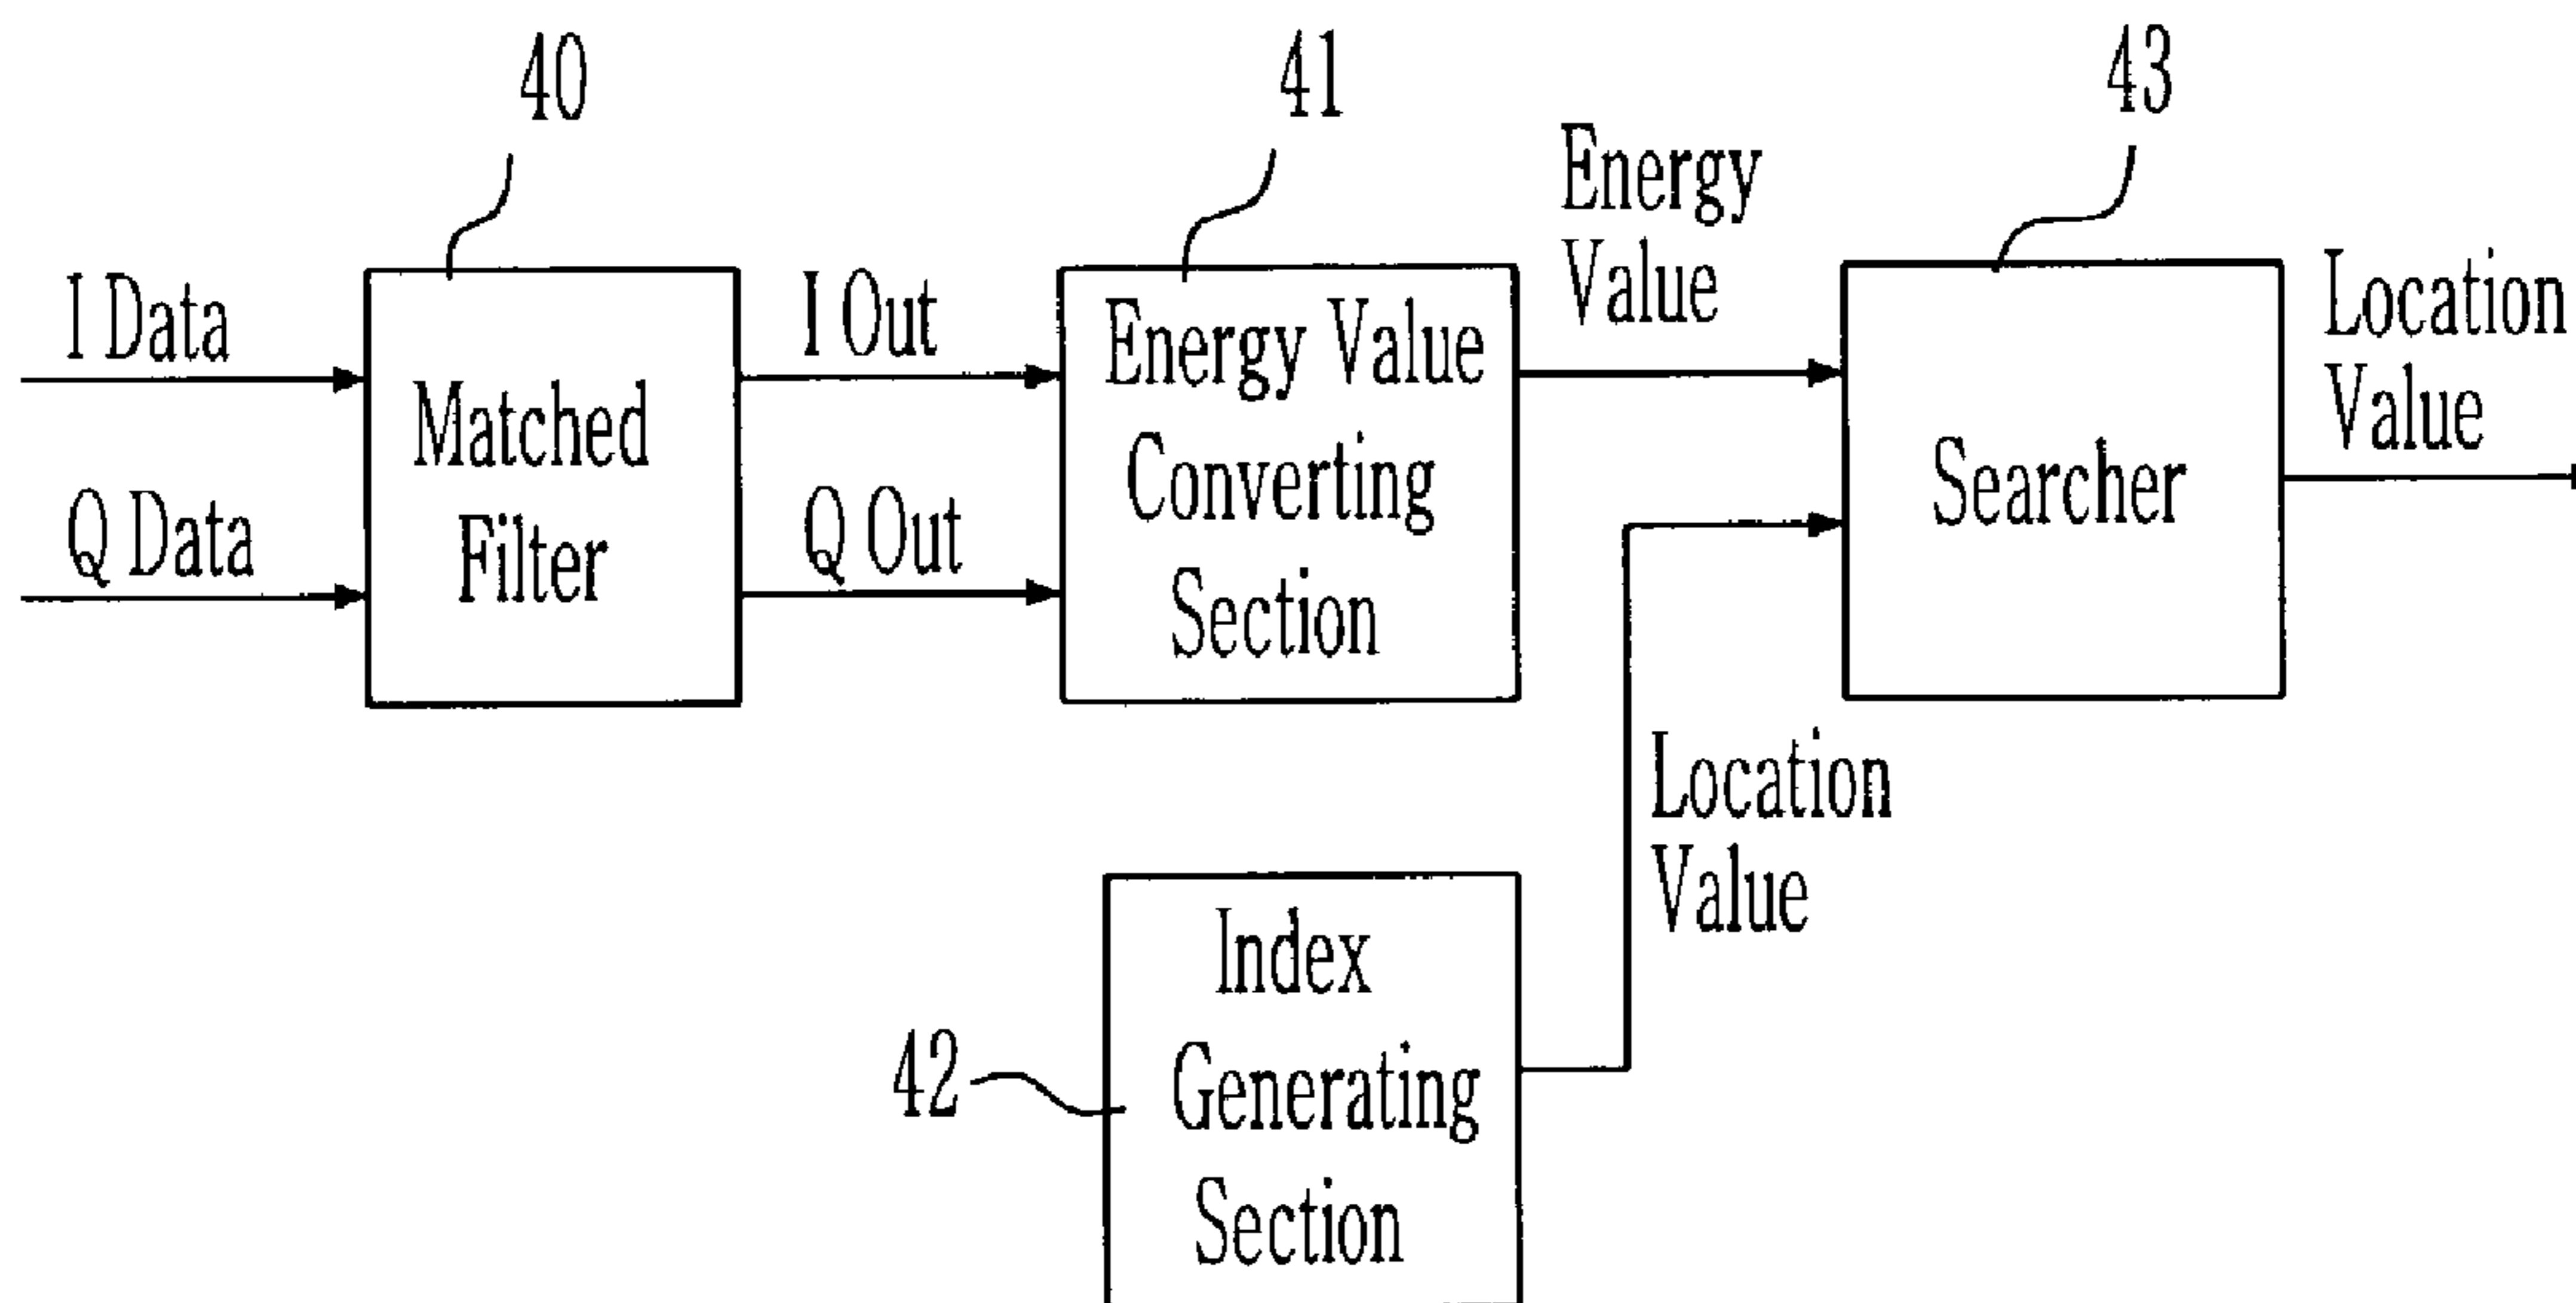 40
41
43
Energy
Value
I Data
I Out
Energy Value
Converting
Section
Location
Value
Matched
Filter
Searcher
Q Data
Q Out
Location
Value
Index
Generating
Section
42